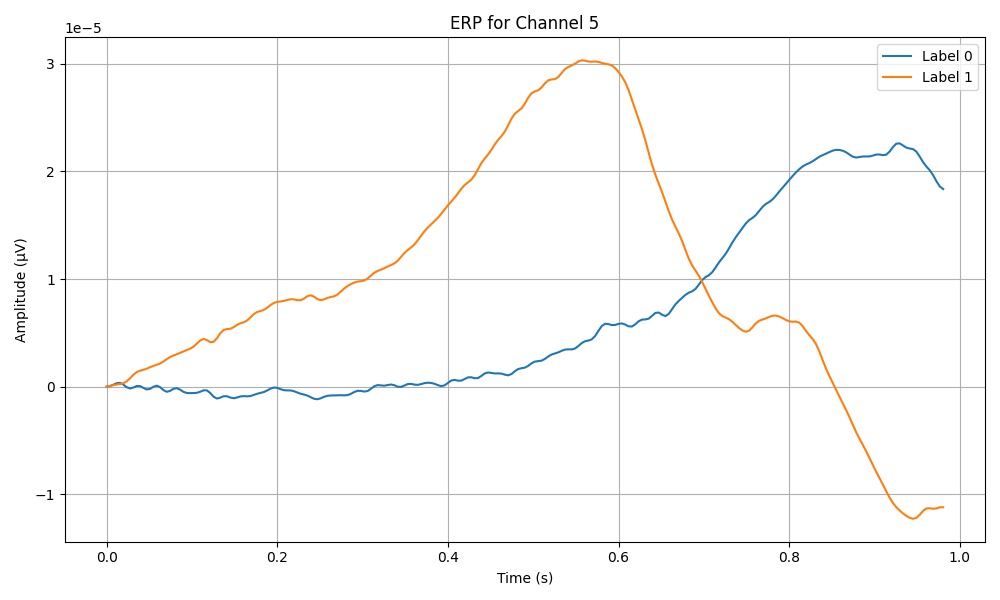 ERP for Channel 5
1e−5
Label 0
Label 1
3
2
1
0
−1
Amplitude (μV)
0.0 0.2 0.4 0.6 0.8 1.0
Time (s)